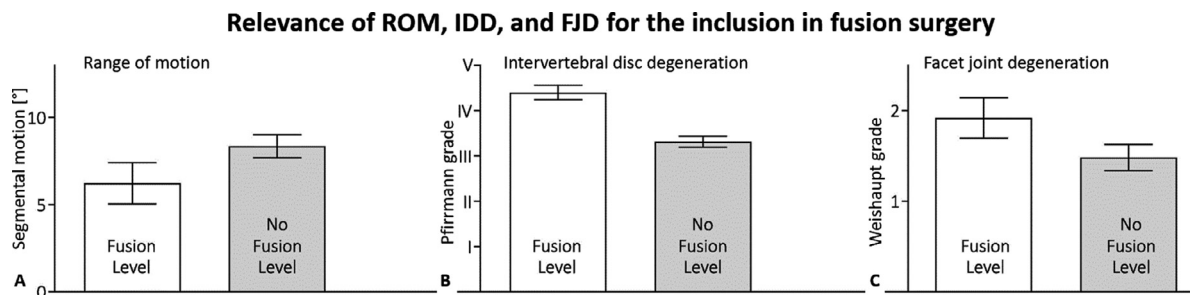 Relevance of ROM, IDD, and FJD for the inclusion in fusion surgery
Range of motion
Segmental motion [°]
10
5
0
Fusion
Level
No
Fusion
Level
A
Intervertebral disc degeneration
Pfirrmann grade
V
IV
III
II
I
Fusion
Level
No
Fusion
Level
B
Facet joint degeneration
Weishaupt grade
2
1
Fusion
Level
No
Fusion
Level
C